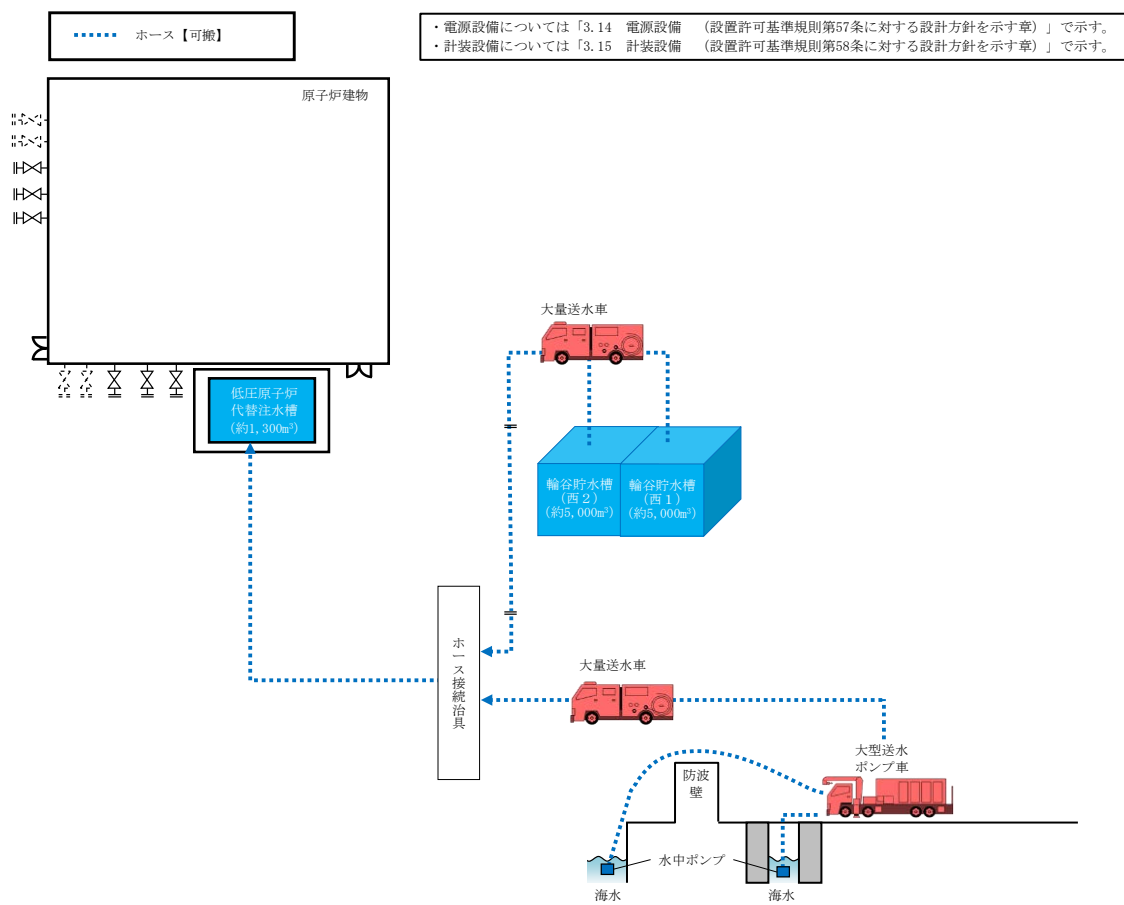 ホース【可搬】
・電源設備については「3.14　電源設備　（設置許可基準規則第57条に対する設計方針を示す章）」で示す。
・計装設備については「3.15　計装設備　（設置許可基準規則第58条に対する設計方針を示す章）」で示す。
原子炉建物
大量送水車
低圧原子炉
代替注水槽
（約1,300m³）
輪谷貯水槽
（西２）
（約5,000m³）
輪谷貯水槽
（西１）
（約5,000m³）
ホース接続治具
大量送水車
大型送水
ポンプ車
防波
壁
水中ポンプ
海水
海水